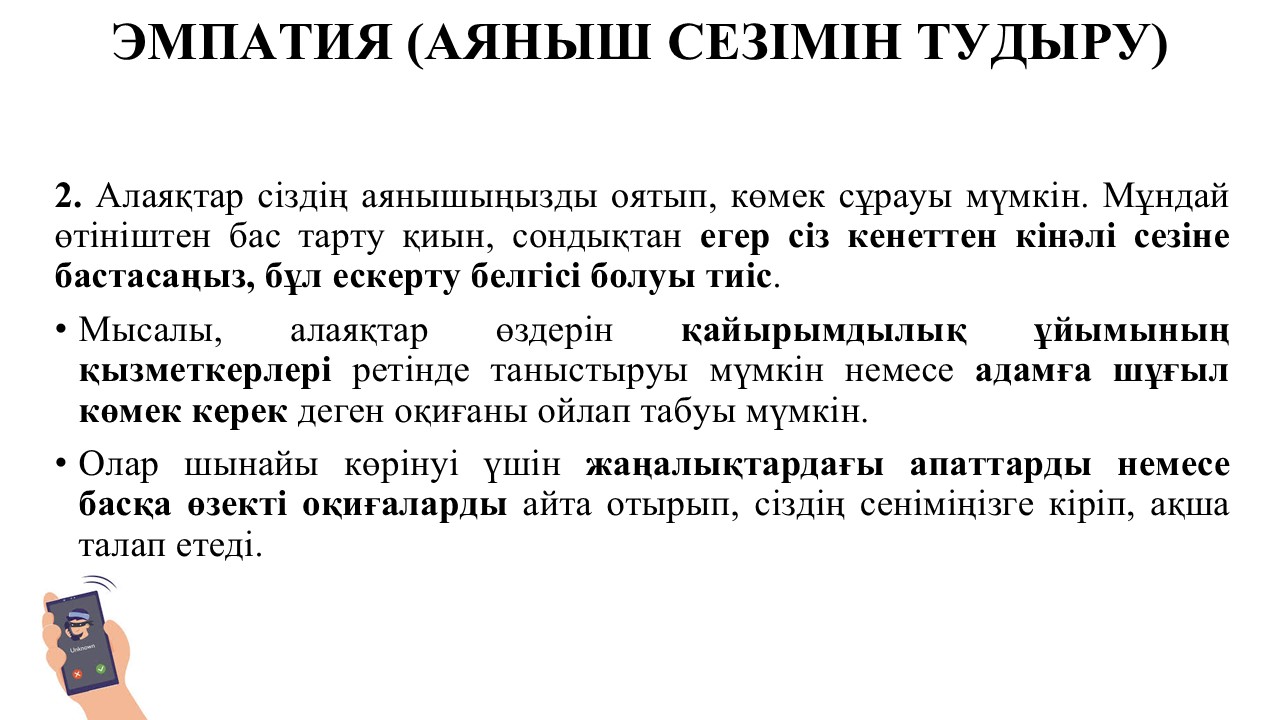 ЭМПАТИЯ (АЯНЫШ СЕЗІМІН ТУДЫРУ)
2. Алаяқтар сіздің аянышыңызды оятып, көмек сұрауы мүмкін. Мұндай
өтініштен бас тарту қиын, сондықтан егер сіз кенеттен кінәлі сезіне
бастасаңыз, бұл ескерту белгісі болуы тиіс.
• Мысалы, алаяқтар өздерін қайырымдылық ұйымының
қызметкерлері ретінде таныстыруы мүмкін немесе адамға шұғыл
көмек керек деген оқиғаны ойлап табуы мүмкін.
• Олар шынайы көрінуі үшін жаңалықтардағы апаттарды немесе
басқа өзекті оқиғаларды айта отырып, сіздің сеніміңізге кіріп, ақша
талап етеді.
Unknown